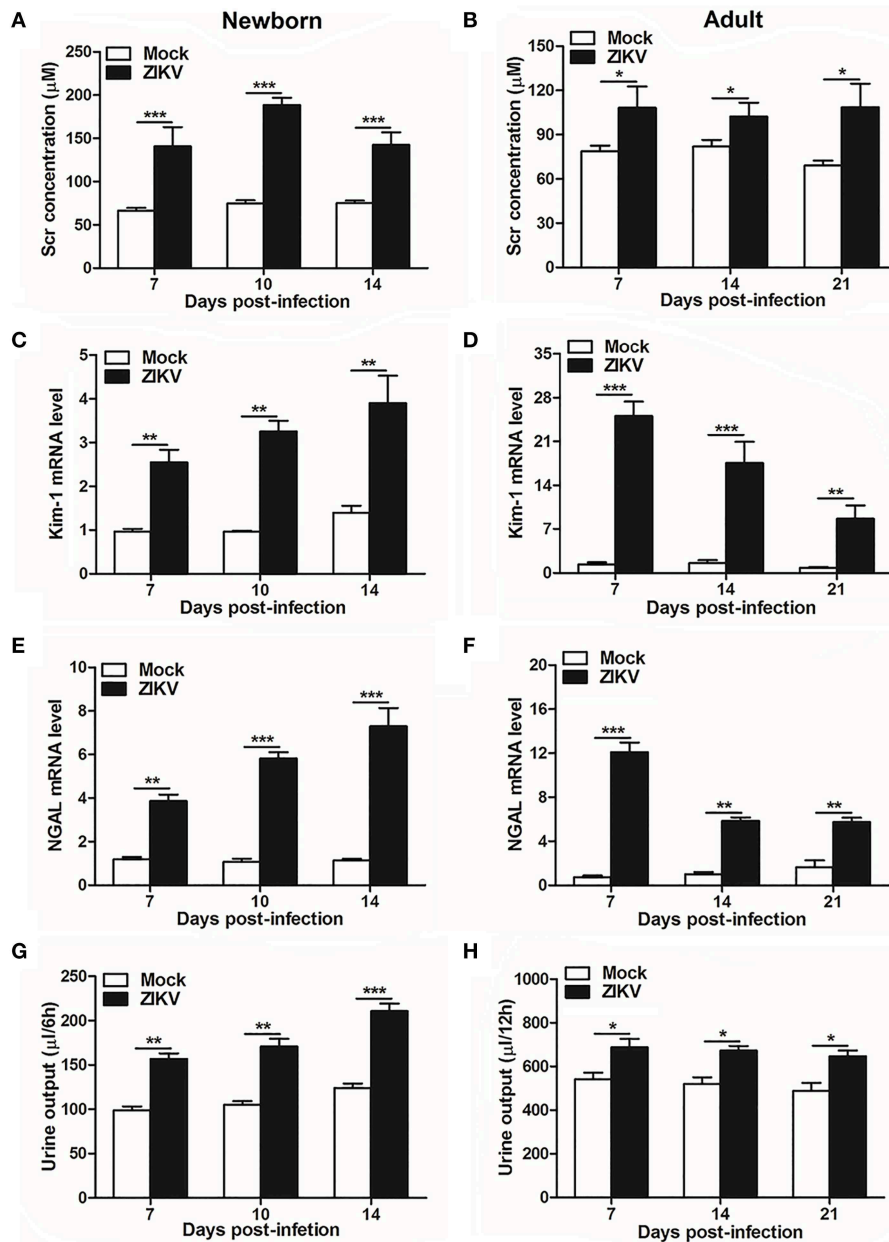 Newborn
Adult
A
Mock
ZIKV
Scr concentration (μM)
250
200
150
100
50
0
***
***
***
7
10
14
Days post-infection
B
Mock
ZIKV
Scr concentration (μM)
150
120
90
60
30
0
*
*
*
7
14
21
Days post-infection
C
Mock
ZIKV
Kim-1 mRNA level
5
4
3
2
1
0
**
**
**
7
10
14
Days post-infection
D
Mock
ZIKV
Kim-1 mRNA level
35
28
21
14
7
0
***
***
**
7
14
21
Days post-infection
E
Mock
ZIKV
NGAL mRNA level
10
8
6
4
2
0
**
***
***
7
10
14
Days post-infection
F
Mock
ZIKV
NGAL mRNA level
20
16
12
8
4
0
***
**
**
7
14
21
Days post-infection
G
Mock
ZIKV
Urine output (μl/6h)
250
200
150
100
50
0
**
**
***
7
10
14
Days post-infetion
H
Mock
ZIKV
Urine output (μl/12h)
1000
800
600
400
200
0
*
*
*
7
14
21
Days post-infection